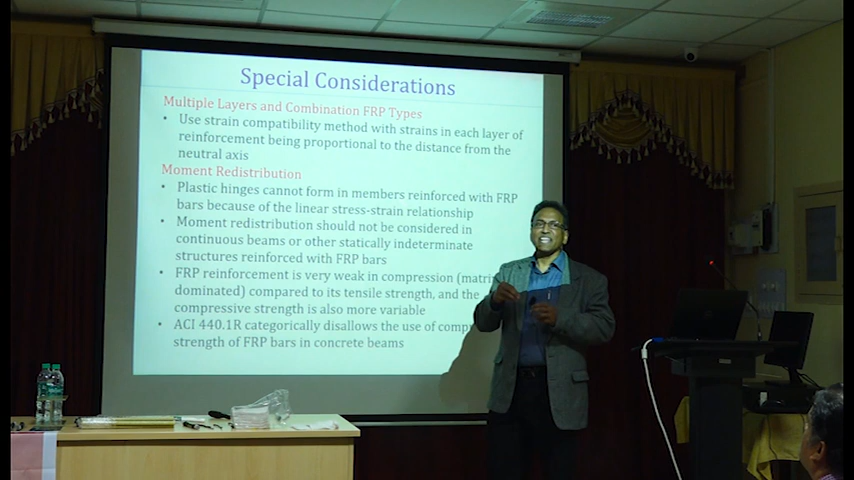 Special Considerations
Multiple Layers and Combination FRP Types
• Use strain compatibility method with strains in each layer of
reinforcement being proportional to the distance from the
neutral axis
Moment Redistribution
• Plastic hinges cannot form in members reinforced with FRP
bars because of the linear stress-strain relationship
• Moment redistribution should not be considered in
continuous beams or other statically indeterminate
structures reinforced with FRP bars
• FRP reinforcement is very weak in compression
dominated) compared to its tensile strength, and the
compressive strength is also more variable
• ACI 440.1R categorically disallows the use of
strength of FRP bars in concrete beams